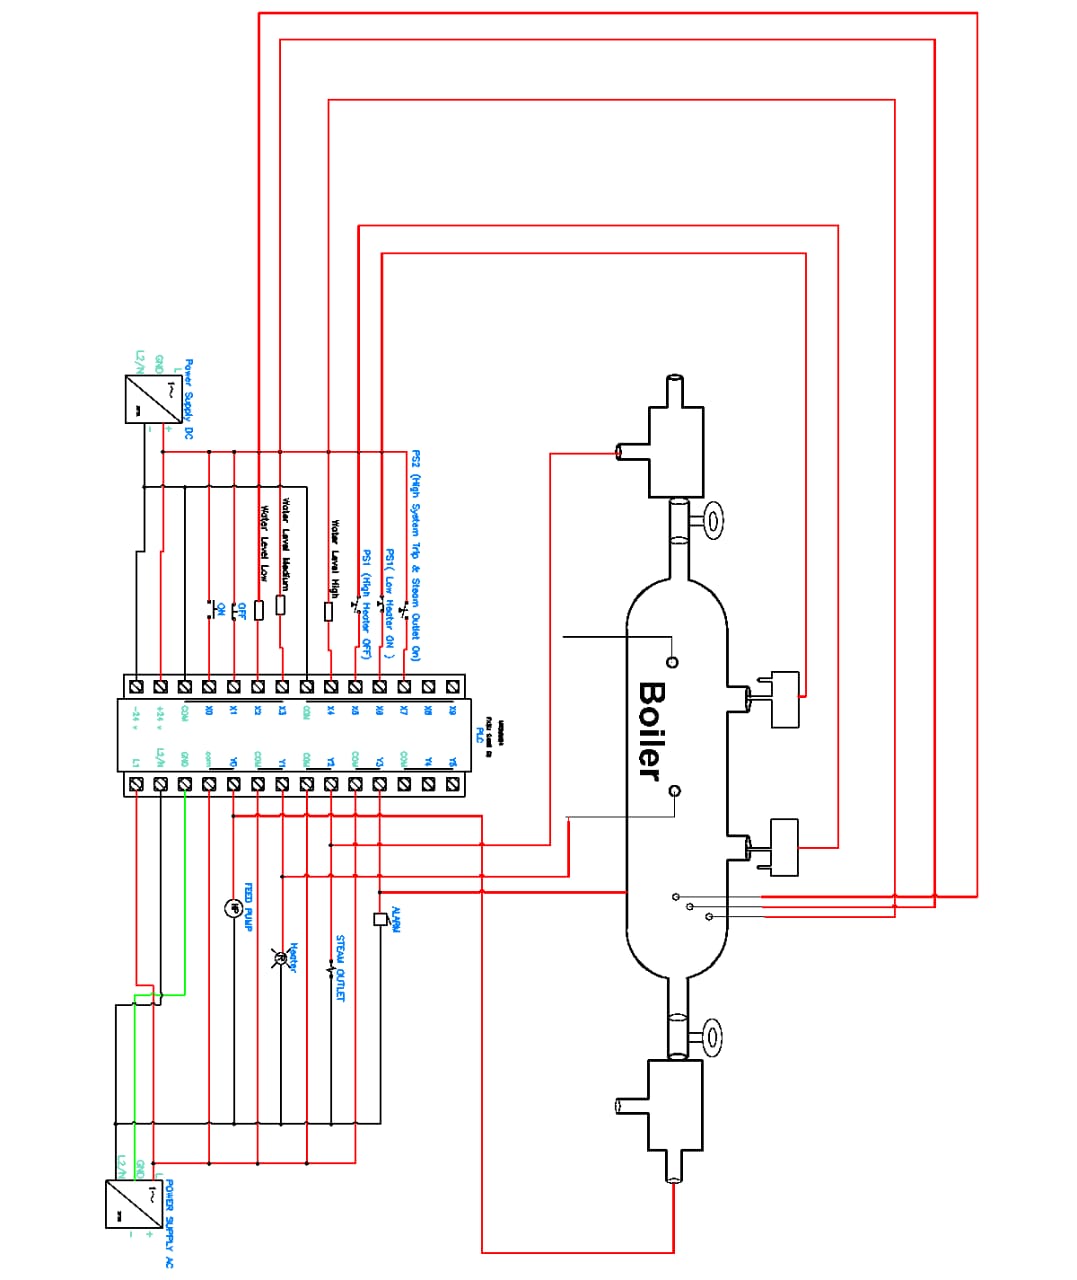 L2/N
GND
L
Power Supply DC
-
+
PS2 (High System Trip & Steam Outlet On)
Water Level Medium
Water Level Low
Water Level High
PS1 (High Heater OFF)
PS1( Low Heater ON )
ON
OFF
-24 v
+24 v
COM
X0
X1
X2
X3
COM
X4
X5
X6
X7
X8
X9
PLC
L1
L2/N
GND
com
Y0
COM
Y1
COM
Y2
COM
Y3
COM
Y4
Y5
Boiler
FEED PUMP
Heater
STEAM OUTLET
ALARM
L2/N
GND
L
POWER SUPPLY AC
-
+